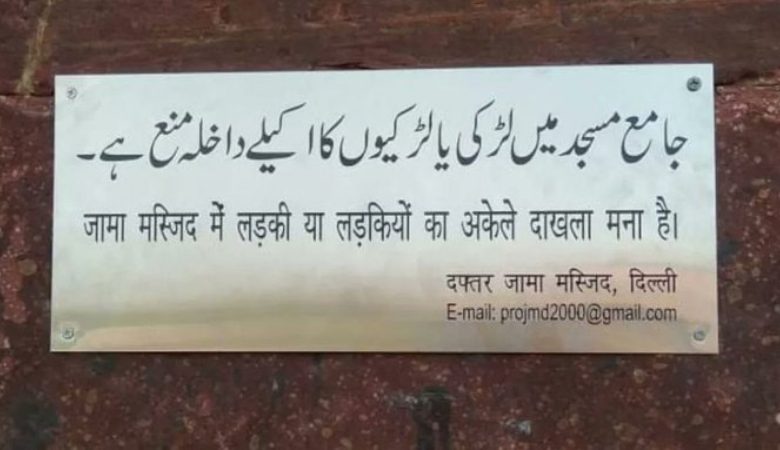 جامع مسجد میں لڑکی یا لڑکیوں کا اکیلے داخلہ منع ہے۔
जामा मस्जिद में लड़की या लड़कियों का अकेले दाखला मना है।
दफ्तर जामा मस्जिद, दिल्ली
E-mail: projmd2000@gmail.com